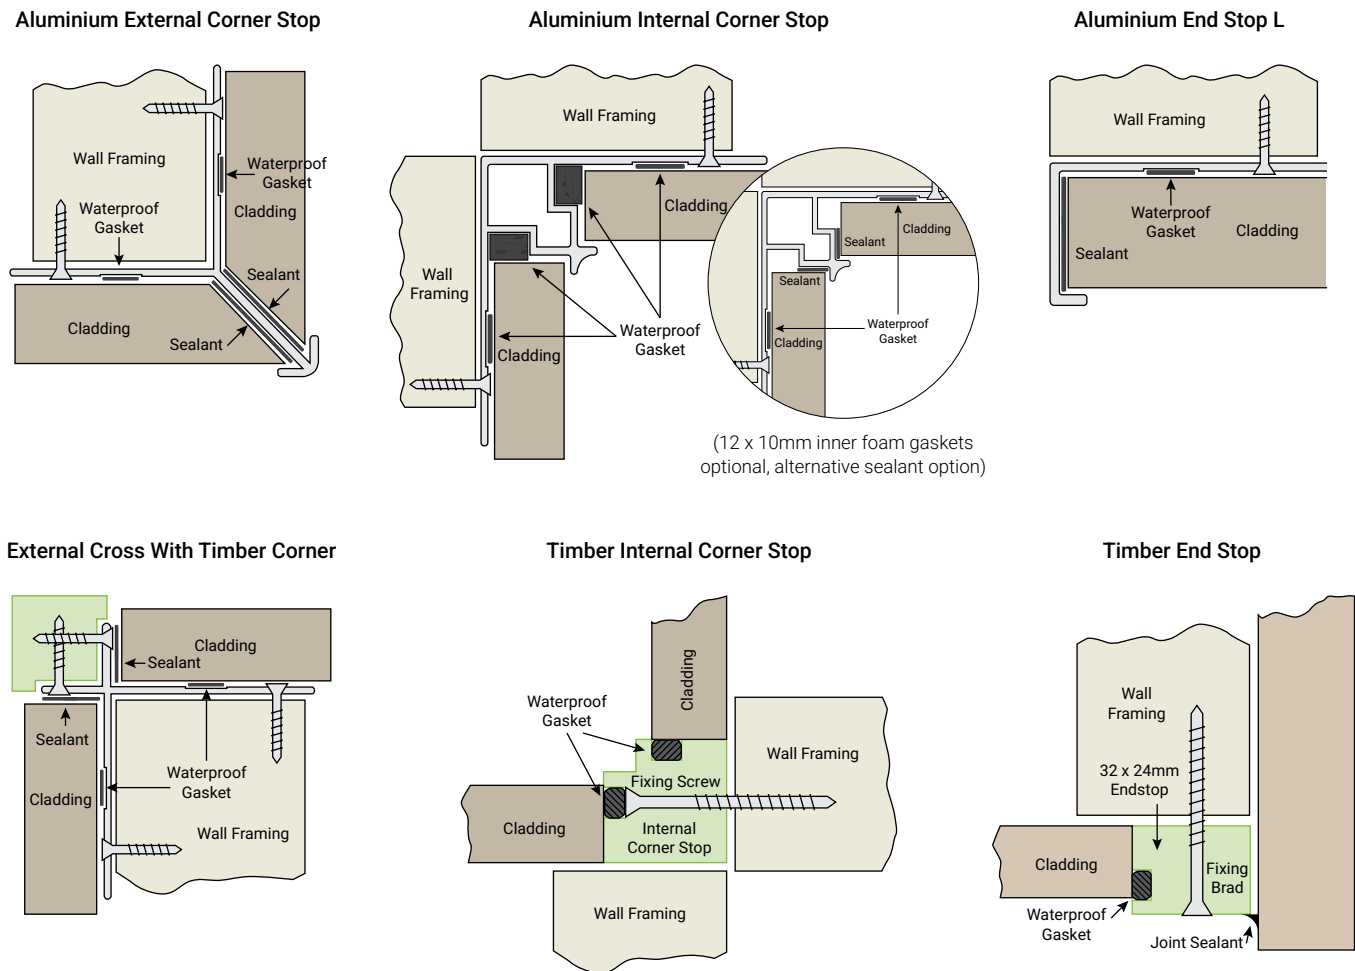 Aluminium External Corner Stop
Wall Framing
Waterproof
Gasket
Waterproof
Gasket
Cladding
Sealant
Cladding
Sealant
Aluminium Internal Corner Stop
Wall Framing
Cladding
Wall
Framing
Waterproof
Gasket
Cladding
Sealant
Cladding
Sealant
Waterproof
Gasket
Cladding
(12 x 10mm inner foam gaskets
optional, alternative sealant option)
Aluminium End Stop L
Wall Framing
Waterproof
Gasket
Sealant
Cladding
External Cross With Timber Corner
Cladding
Sealant
Sealant
Waterproof
Gasket
Cladding
Wall Framing
Timber Internal Corner Stop
Cladding
Waterproof
Gasket
Wall Framing
Fixing Screw
Cladding
Internal
Corner Stop
Wall Framing
Timber End Stop
Wall
Framing
32 x 24mm
Endstop
Cladding
Fixing
Brad
Waterproof
Gasket
Joint Sealant